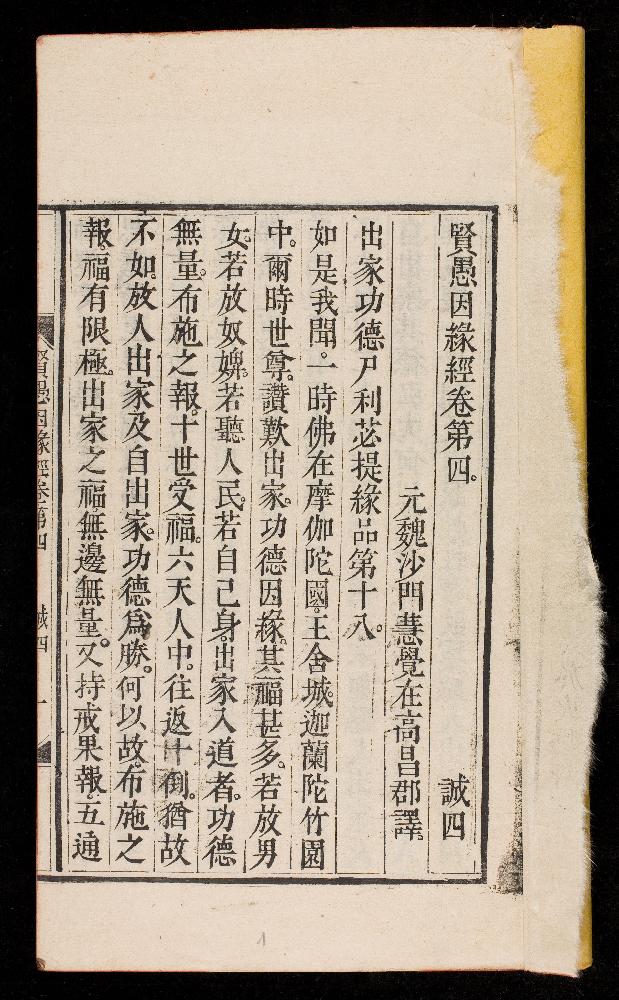 賢愚因緣經卷第四。 誠四
元魏沙門慧覺在高昌郡譯。
出家功德尸利苾提緣品第十八。
如是我聞。一時佛在摩伽陀國。王舍城迦蘭陀竹園
中。爾時世尊。讚歎出家。功德因緣。其福甚多。若放男
女。若放奴婢。若聽人民。若自己身。出家入道者。功德
無量。布施之報。十世受福。六天人中。往返十倒。猶故
不如。放人出家。及自出家。功德爲勝。何以故。布施之
報。福有限極。出家之福。無邊無量。又持戒果報。五通
賢愚因緣經卷第四 誠四 一
1